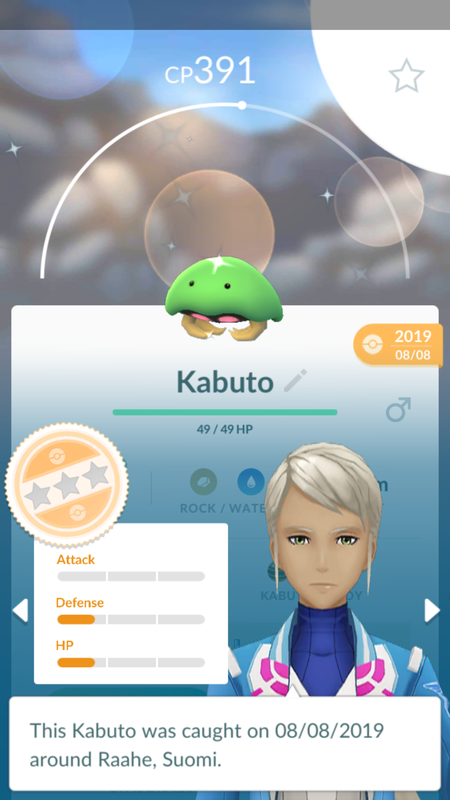 CP391
2019
08/08
Kabuto
49 / 49 HP
ROCK / WATE
m
KABU
DY
Attack
Defense
HP
This Kabuto was caught on 08/08/2019
around Raahe, Suomi.